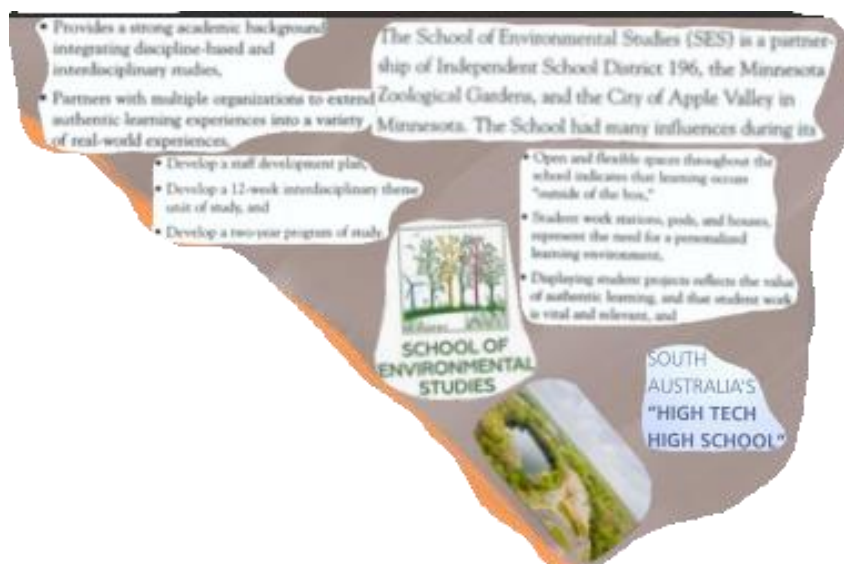 • Provides a strong academic background
integrating discipline-based and
interdisciplinary studies,
• Partners with multiple organizations to extend
authentic learning experiences into a variety
of real-world experiences,
The School of Environmental Studies (SES) is a partner-
ship of Independent School District 196, the Minnesota
Zoological Gardens, and the City of Apple Valley in
Minnesota. The School had many influences during its
• Develop a staff development plan,
• Develop a 12-week interdisciplinary theme
unit of study, and
• Develop a two-year program of study.
• Open and flexible spaces throughout the
school indicates that learning occurs
"outside of the box,"
• Student work stations, pods, and houses,
represent the need for a personalized
learning environment,
• Displaying student projects reflects the value
of authentic learning, and that student work
is vital and relevant, and
SCHOOL OF
ENVIRONMENTAL
STUDIES
SOUTH
AUSTRALIA'S
"HIGH TECH
HIGH SCHOOL"